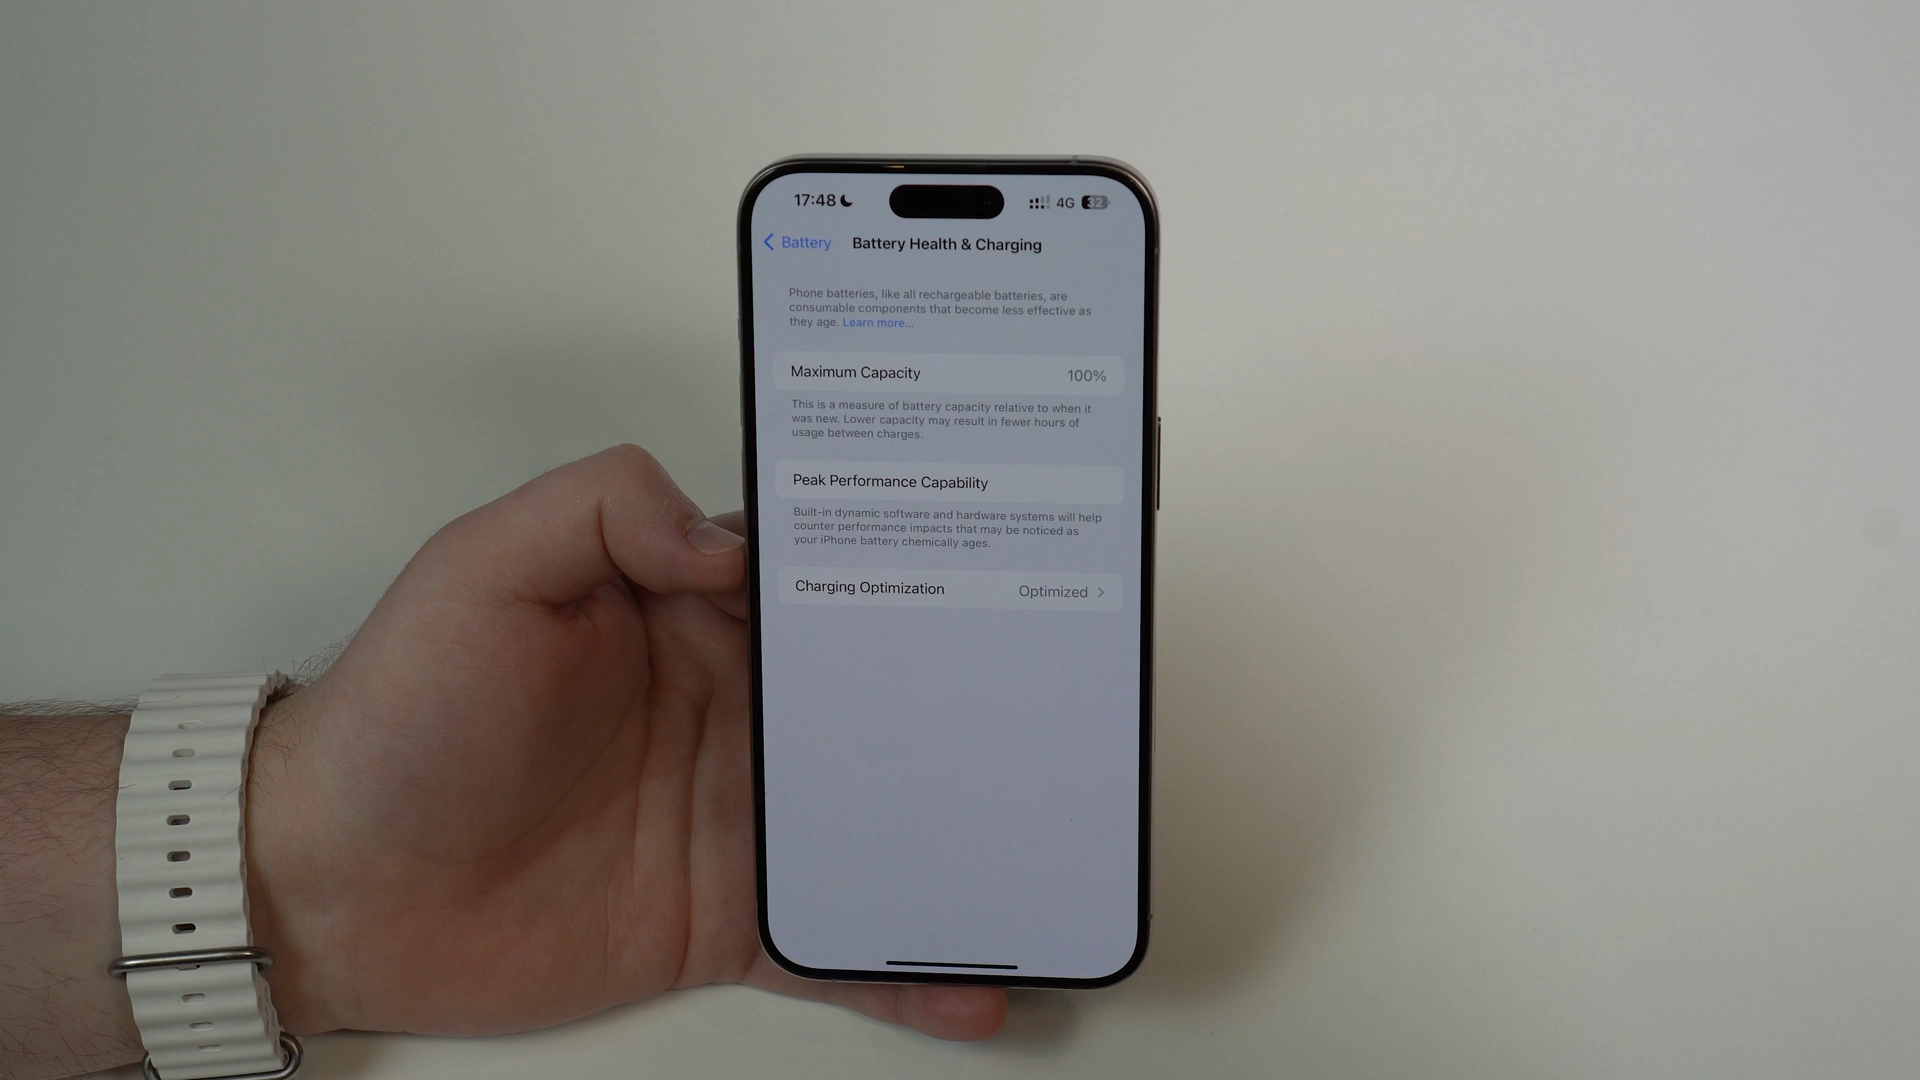 17:48 4G 32
Battery Battery Health & Charging
Phone batteries, like all rechargeable batteries, are
consumable components that become less effective as
they age. Learn more...
Maximum Capacity 100%
This is a measure of battery capacity relative to when it
was new. Lower capacity may result in fewer hours of
usage between charges.
Peak Performance Capability
Built-in dynamic software and hardware systems will help
counter performance impacts that may be noticed as
your iPhone battery chemically ages.
Charging Optimization Optimized